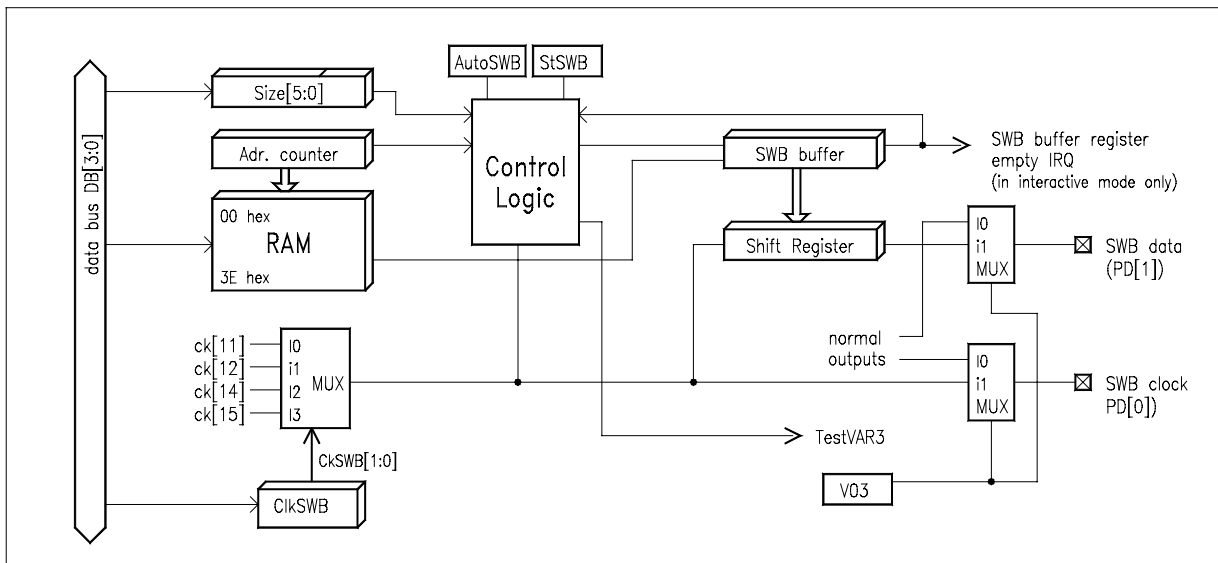 AutoSWB
StSWB
Size[5:0]
data bus DB[3:0]
Adr. counter
Control
Logic
SWB buffer
SWB buffer register
empty IRQ
(in interactive mode only)
00 hex
RAM
3E hex
Shift Register
I0
i1
MUX
SWB data
(PD[1])
normal
outputs
ck[11]
ck[12]
ck[14]
ck[15]
I0
i1
I2
I3
MUX
I0
i1
MUX
SWB clock
PD[0])
TestVAR3
CkSWB[1:0]
ClkSWB
V03